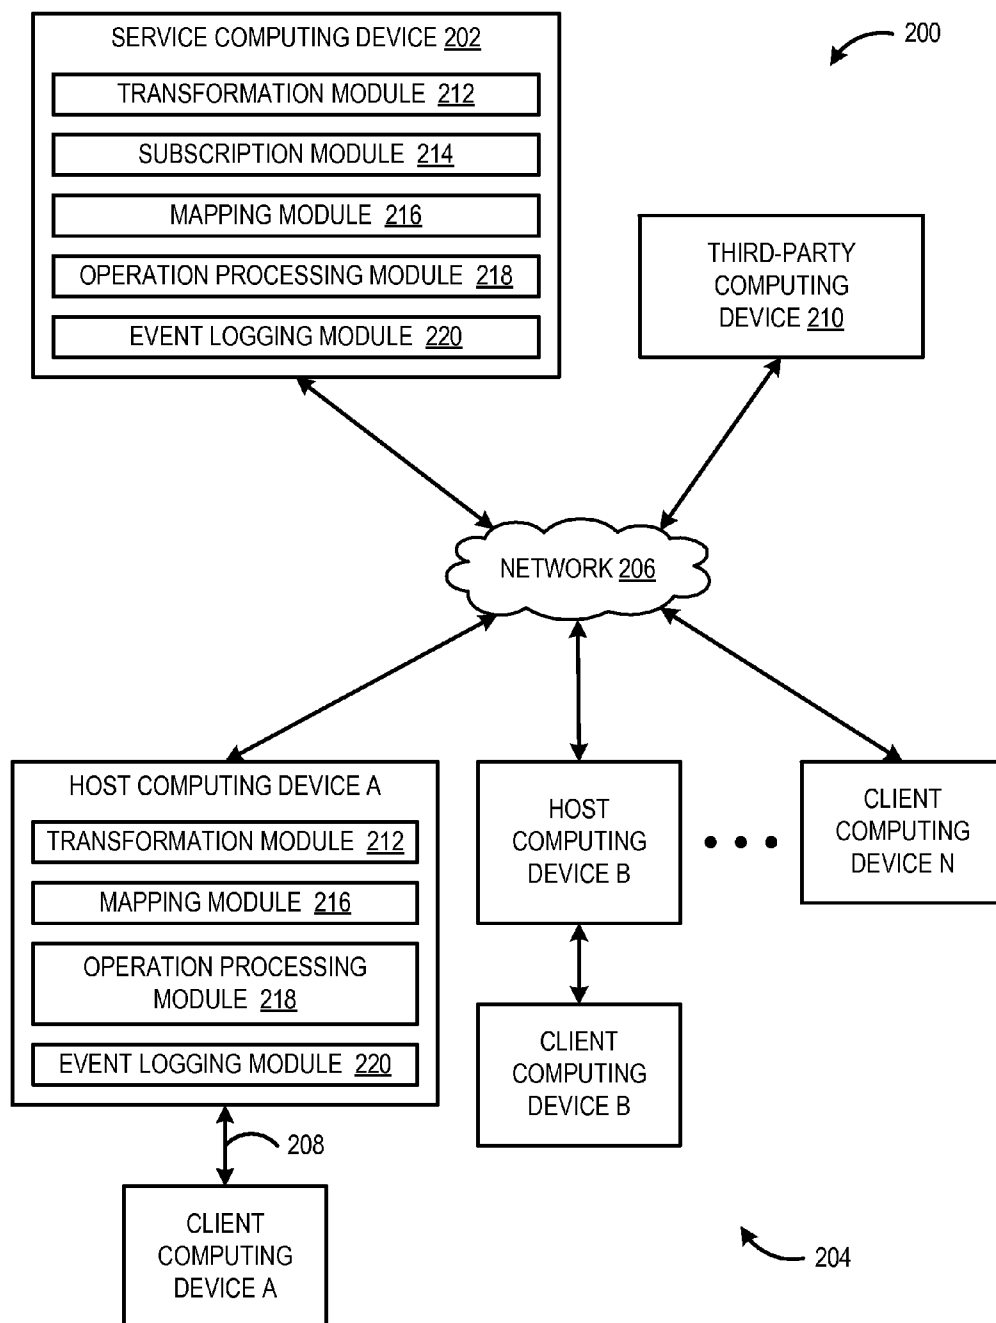 SERVICE COMPUTING DEVICE 202
200
TRANSFORMATION MODULE 212
SUBSCRIPTION MODULE 214
MAPPING MODULE 216
OPERATION PROCESSING MODULE 218
EVENT LOGGING MODULE 220
THIRD-PARTY
COMPUTING
DEVICE 210
NETWORK 206
HOST COMPUTING DEVICE A
TRANSFORMATION MODULE 212
MAPPING MODULE 216
OPERATION PROCESSING
MODULE 218
EVENT LOGGING MODULE 220
HOST
COMPUTING
DEVICE B
CLIENT
COMPUTING
DEVICE N
CLIENT
COMPUTING
DEVICE B
208
CLIENT
COMPUTING
DEVICE A
204